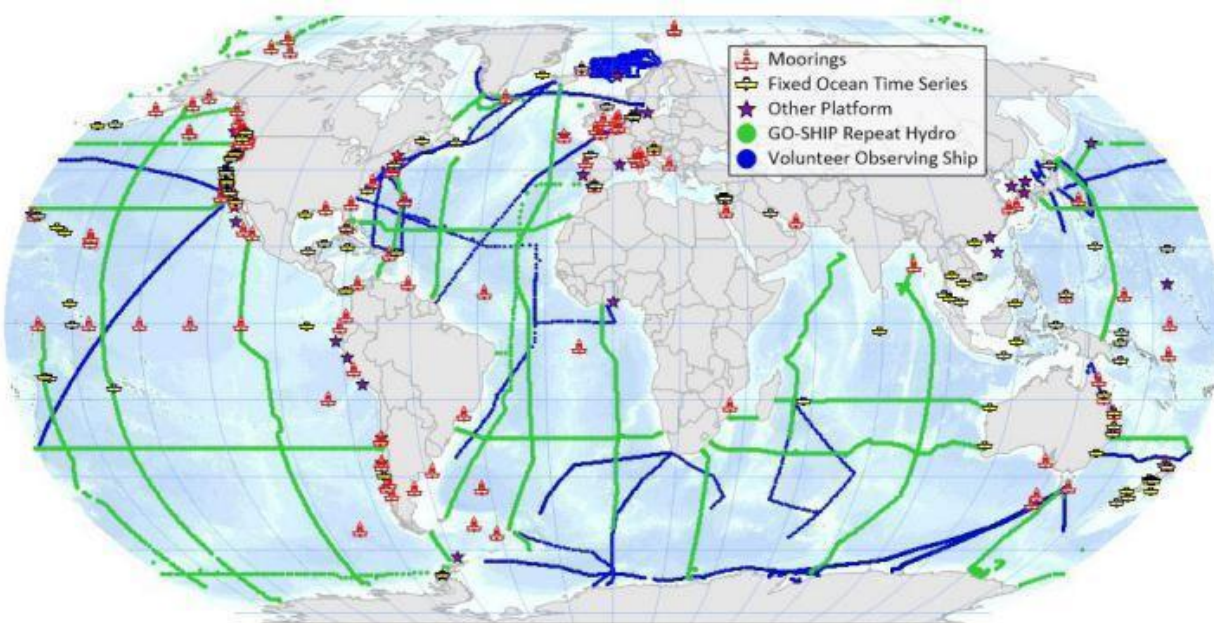 Moorings
Fixed Ocean Time Series
Other Platform
GO-SHIP Repeat Hydro
Volunteer Observing Ship